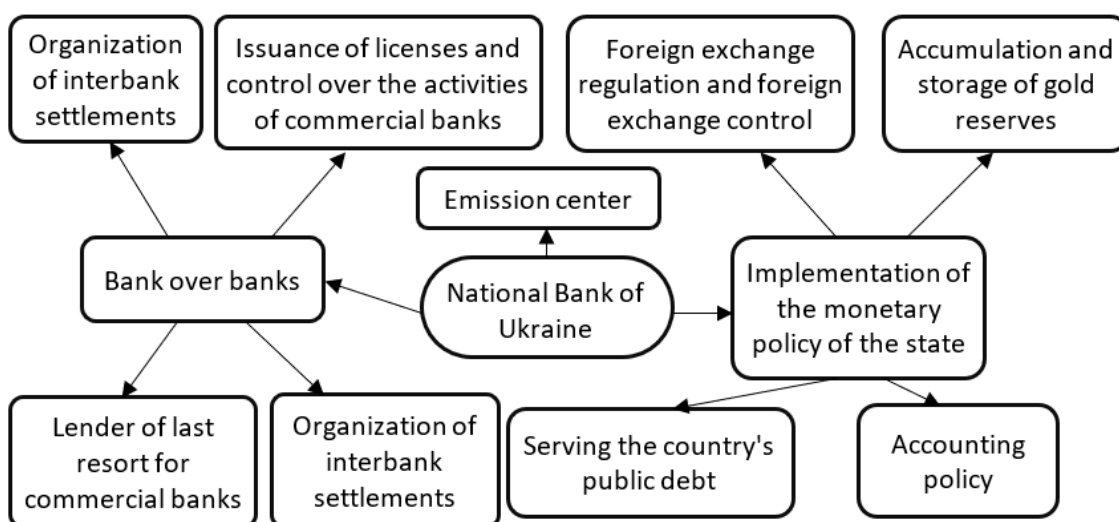 Organization
of interbank
settlements
Issuance of licenses and
control over the activities
of commercial banks
Foreign exchange
regulation and foreign
exchange control
Accumulation and
storage of gold
reserves
Emission center
Bank over banks
National Bank of
Ukraine
Implementation of
the monetary
policy of the state
Lender of last
resort for
commercial banks
Organization of
interbank
settlements
Serving the country's
public debt
Accounting
policy